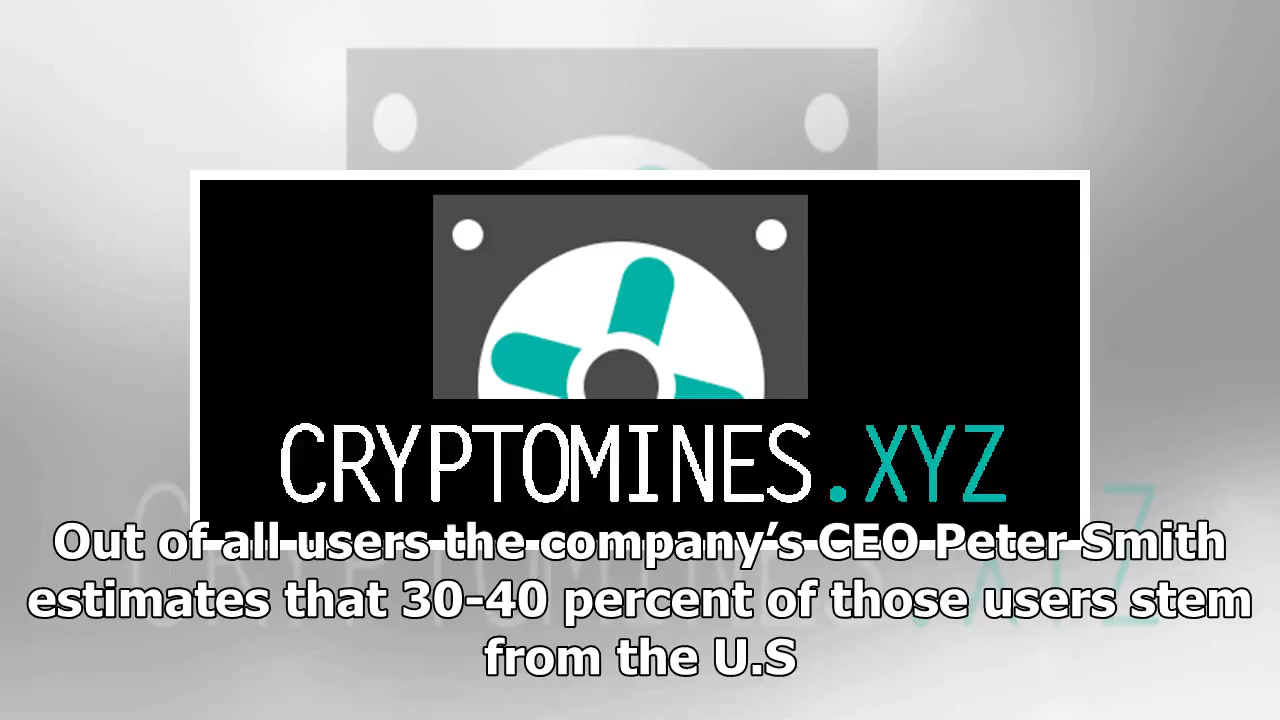 CRYPTOMINES.XYZ
Out of all users the company’s CEO Peter Smith
estimates that 30-40 percent of those users stem
from the U.S